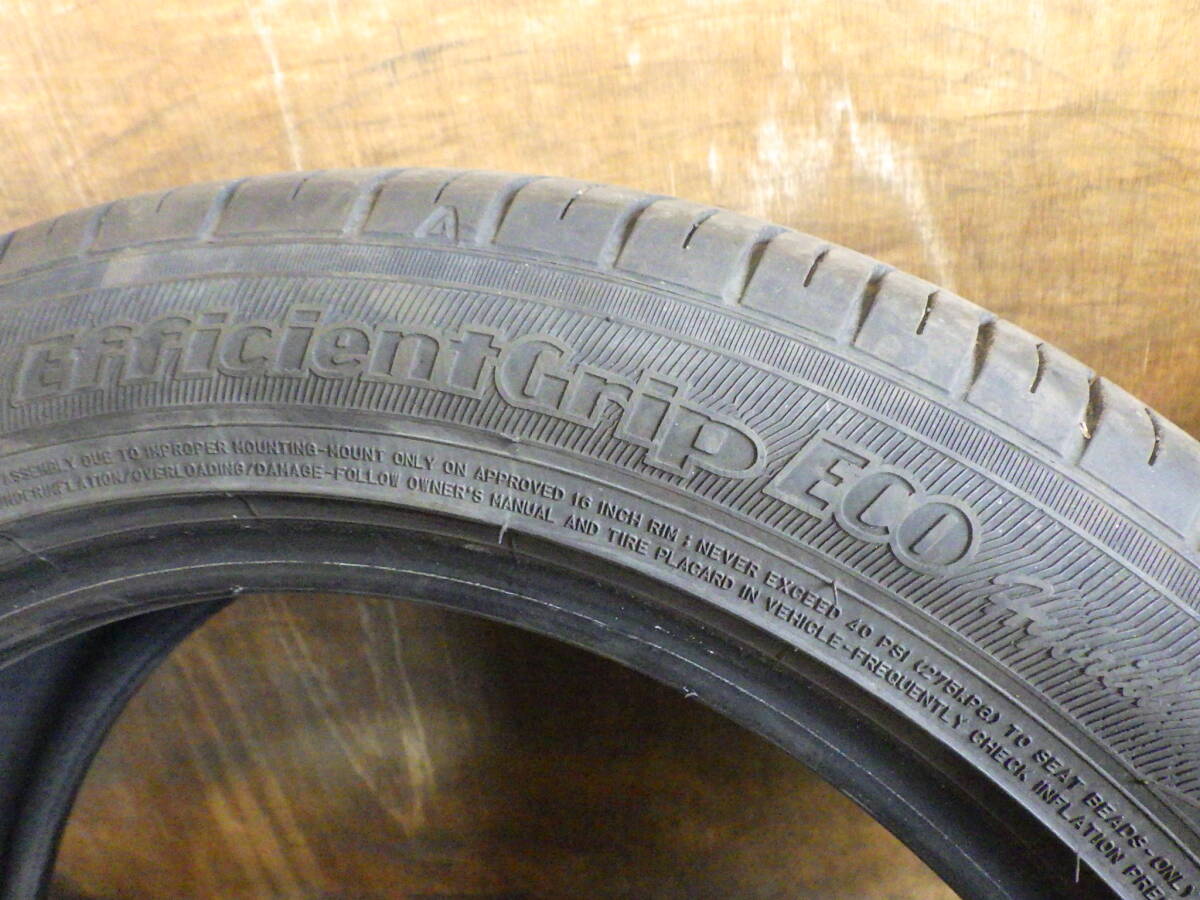 EfficientGrip ECO
ASSEMBLY DUE TO IMPROPER MOUNTING-MOUNT ONLY ON APPROVED 16 INCH RIM ; NEVER EXCEED 40 PSI (275kPa) TO SEAT BEADS-ONLY
UNDERINFLATION/OVERLOADING/DAMAGE-FOLLOW OWNER'S MANUAL AND TIRE PLACARD IN VEHICLE-FREQUENTLY CHECK INFLATION PRE